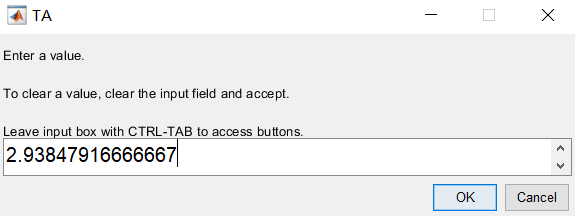 TA
Enter a value.
To clear a value, clear the input field and accept.
Leave input box with CTRL-TAB to access buttons.
2.93847916666667
OK
Cancel